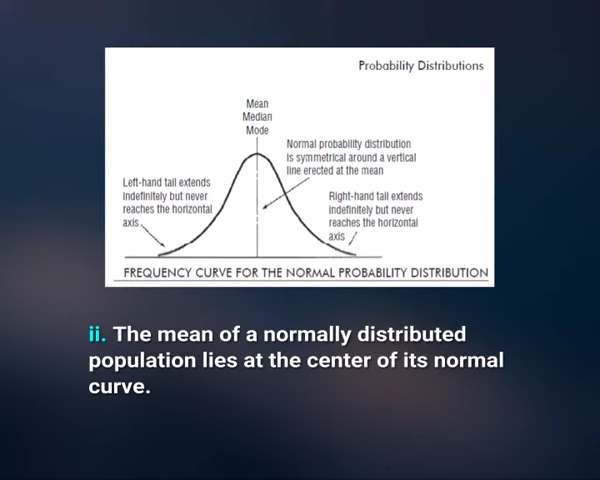 Probability Distributions
Mean
Median
Mode
Normal probability distribution
is symmetrical around a vertical
line erected at the mean
Left-hand tail extends
indefinitely but never
reaches the horizontal
axis
Right-hand tail extends
indefinitely but never
reaches the horizontal
axis
FREQUENCY CURVE FOR THE NORMAL PROBABILITY DISTRIBUTION
ii. The mean of a normally distributed
population lies at the center of its normal
curve.